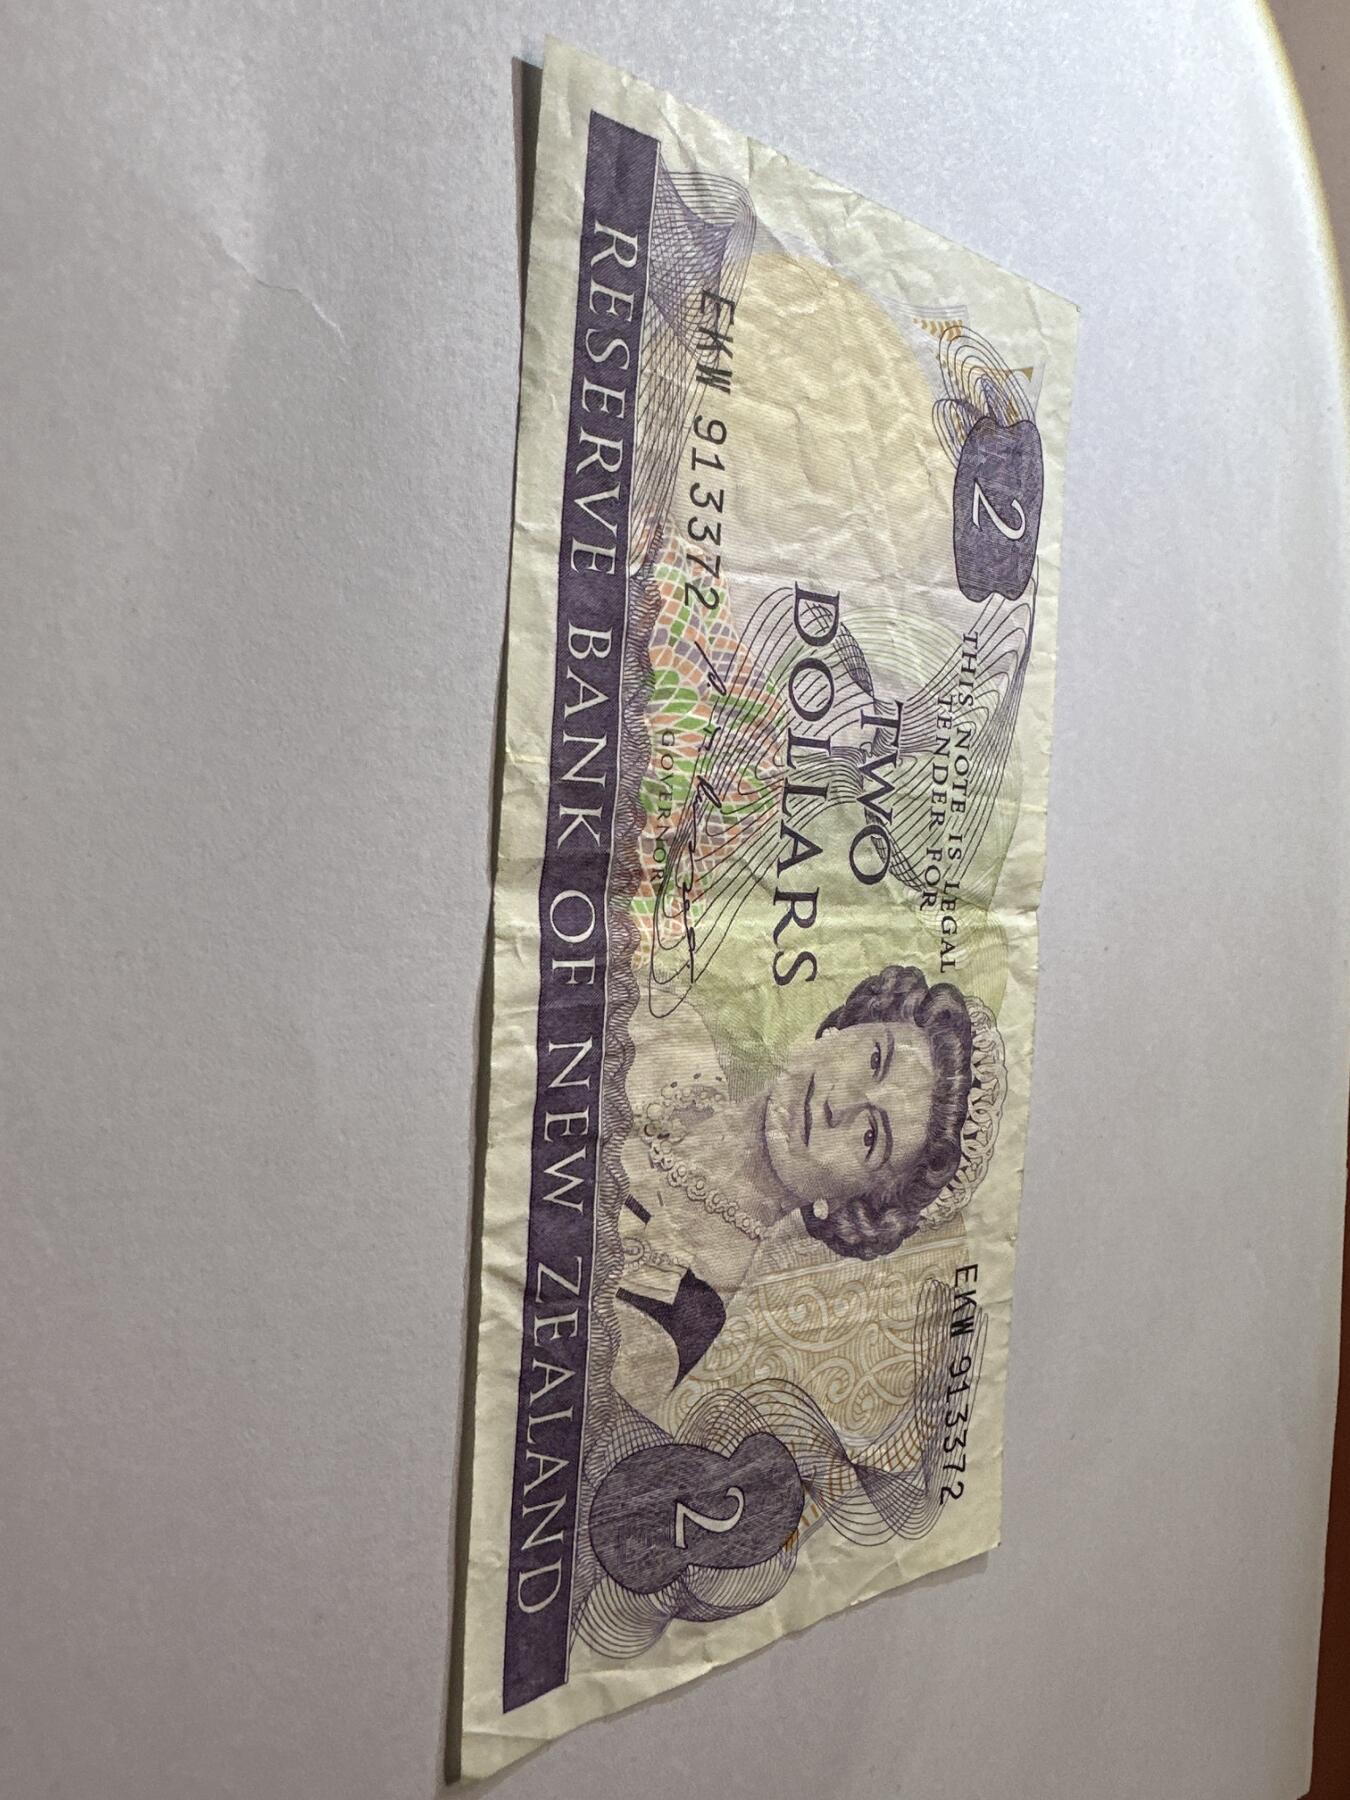 2
THIS NOTE IS LEGAL
TENDER FOR
EKW 913372
TWO
DOLLARS
EKW 913372
GOVERNOR
2
RESERVE BANK OF NEW ZEALAND